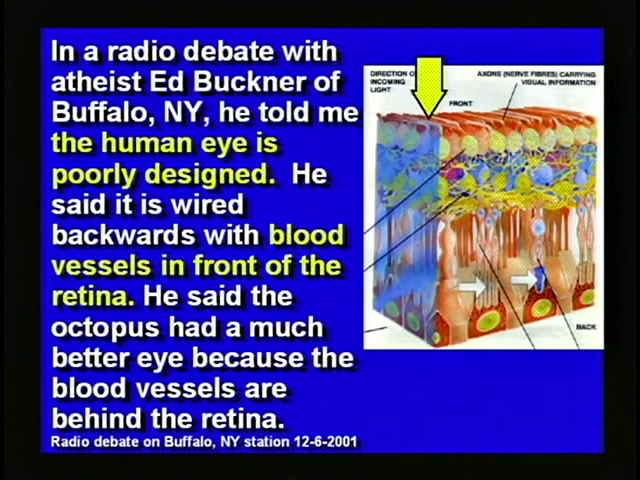 In a radio debate with
atheist Ed Buckner of
Buffalo, NY, he told me
the human eye is
poorly designed. He
said it is wired
backwards with blood
vessels in front of the
retina. He said the
octopus had a much
better eye because the
blood vessels are
behind the retina.
Radio debate on Buffalo, NY station 12-6-2001
DIRECTION O
INCOMING
LIGHT
FRONT
AXONS (NERVE FIBRES) CARRYING
VISUAL INFORMATION
BACK